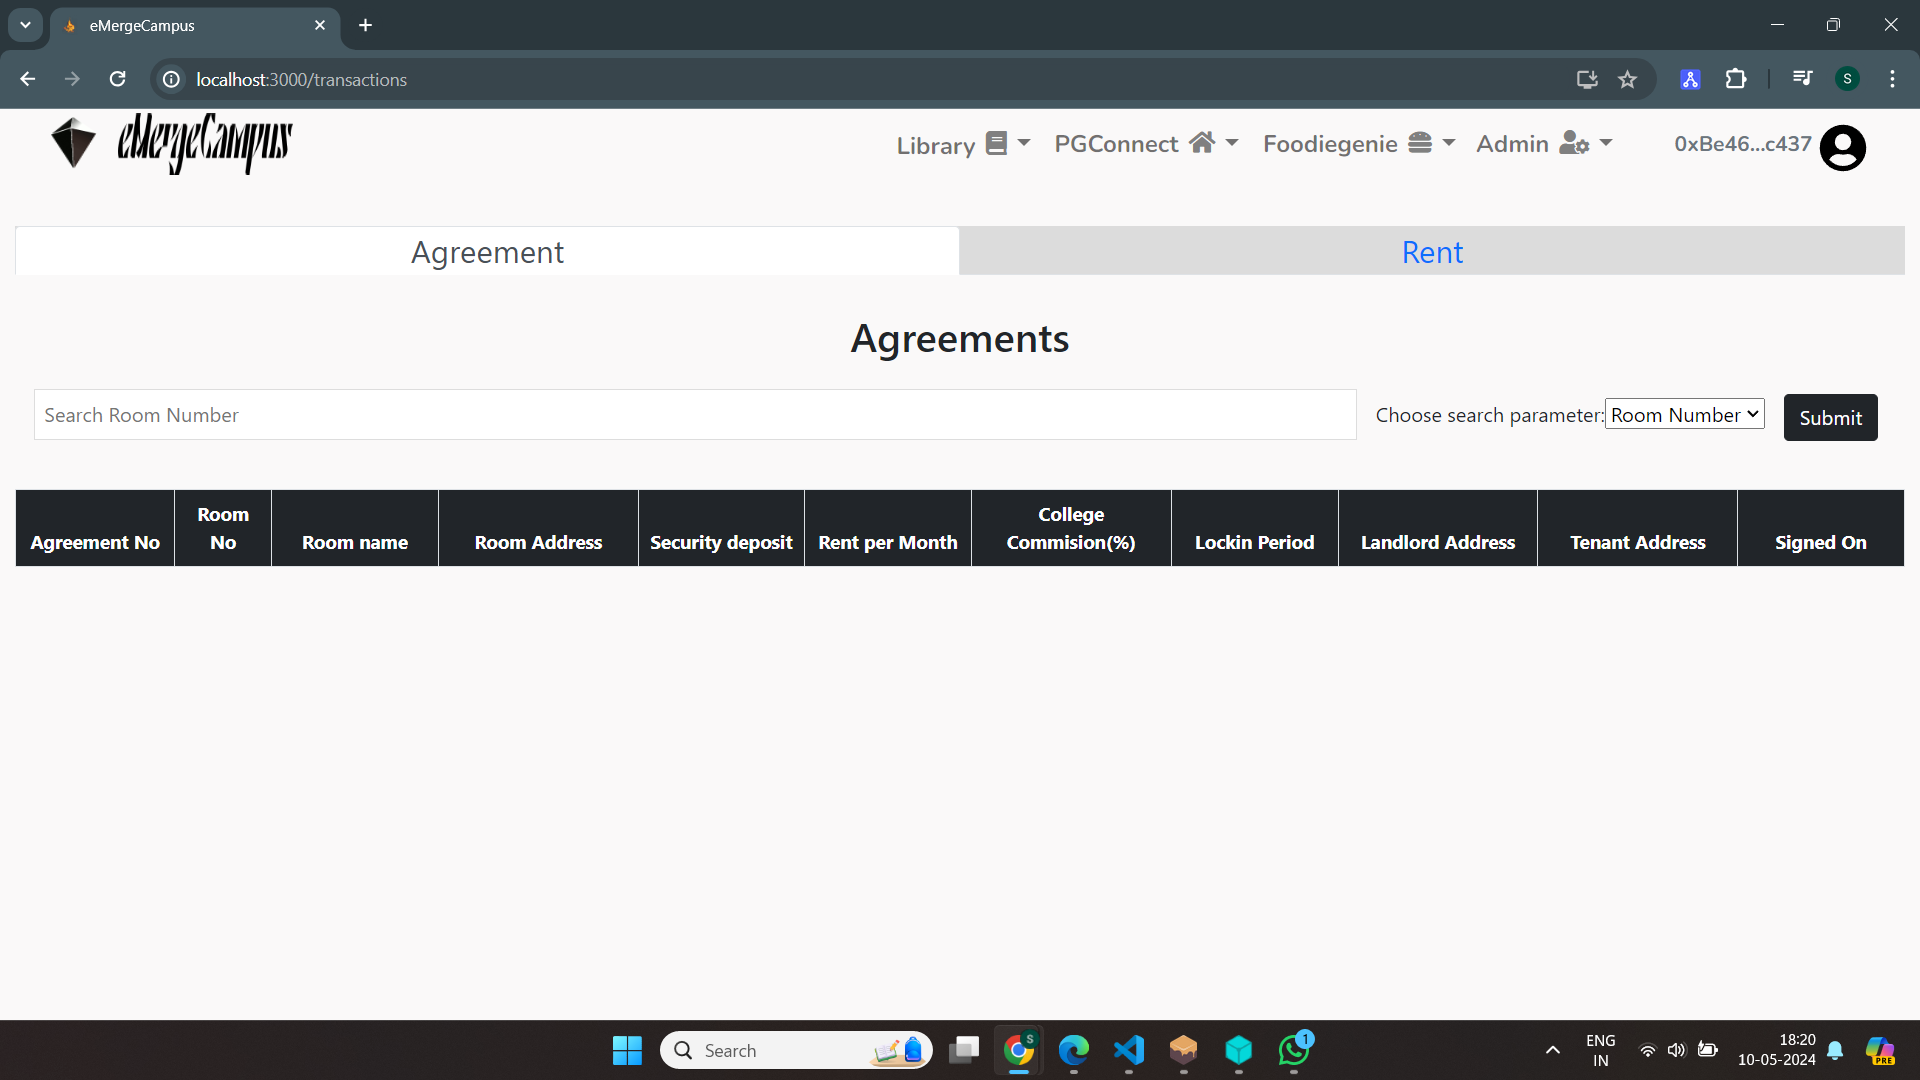 eMergeCampus
localhost:3000/transactions
S
eMergeCampus
Library
PGConnect
Foodiegenie
Admin
0xBe46...c437
Agreement
Rent
Agreements
Search Room Number
Choose search parameter:
Room Number
Submit
Agreement No
Room
No
Room name
Room Address
Security deposit
Rent per Month
College
Commision(%)
Lockin Period
Landlord Address
Tenant Address
Signed On
Search
S
1
ENG
IN
18:20
10-05-2024
PRE